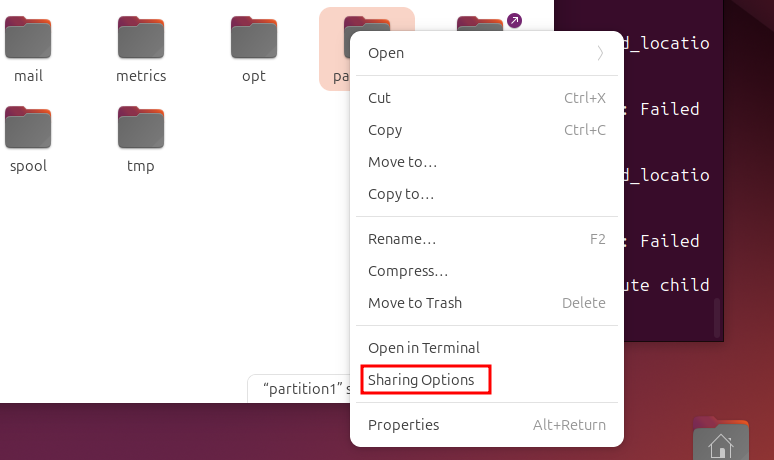 mail
metrics
opt
pa
Open
d_locatio
Cut Ctrl+X
: Failed
Copy Ctrl+C
spool
tmp
Move to…
d_locatio
Copy to…
Rename… F2
: Failed
Compress…
ute child
Move to Trash Delete
Open in Terminal
“partition1” s
Sharing Options
Properties Alt+Return